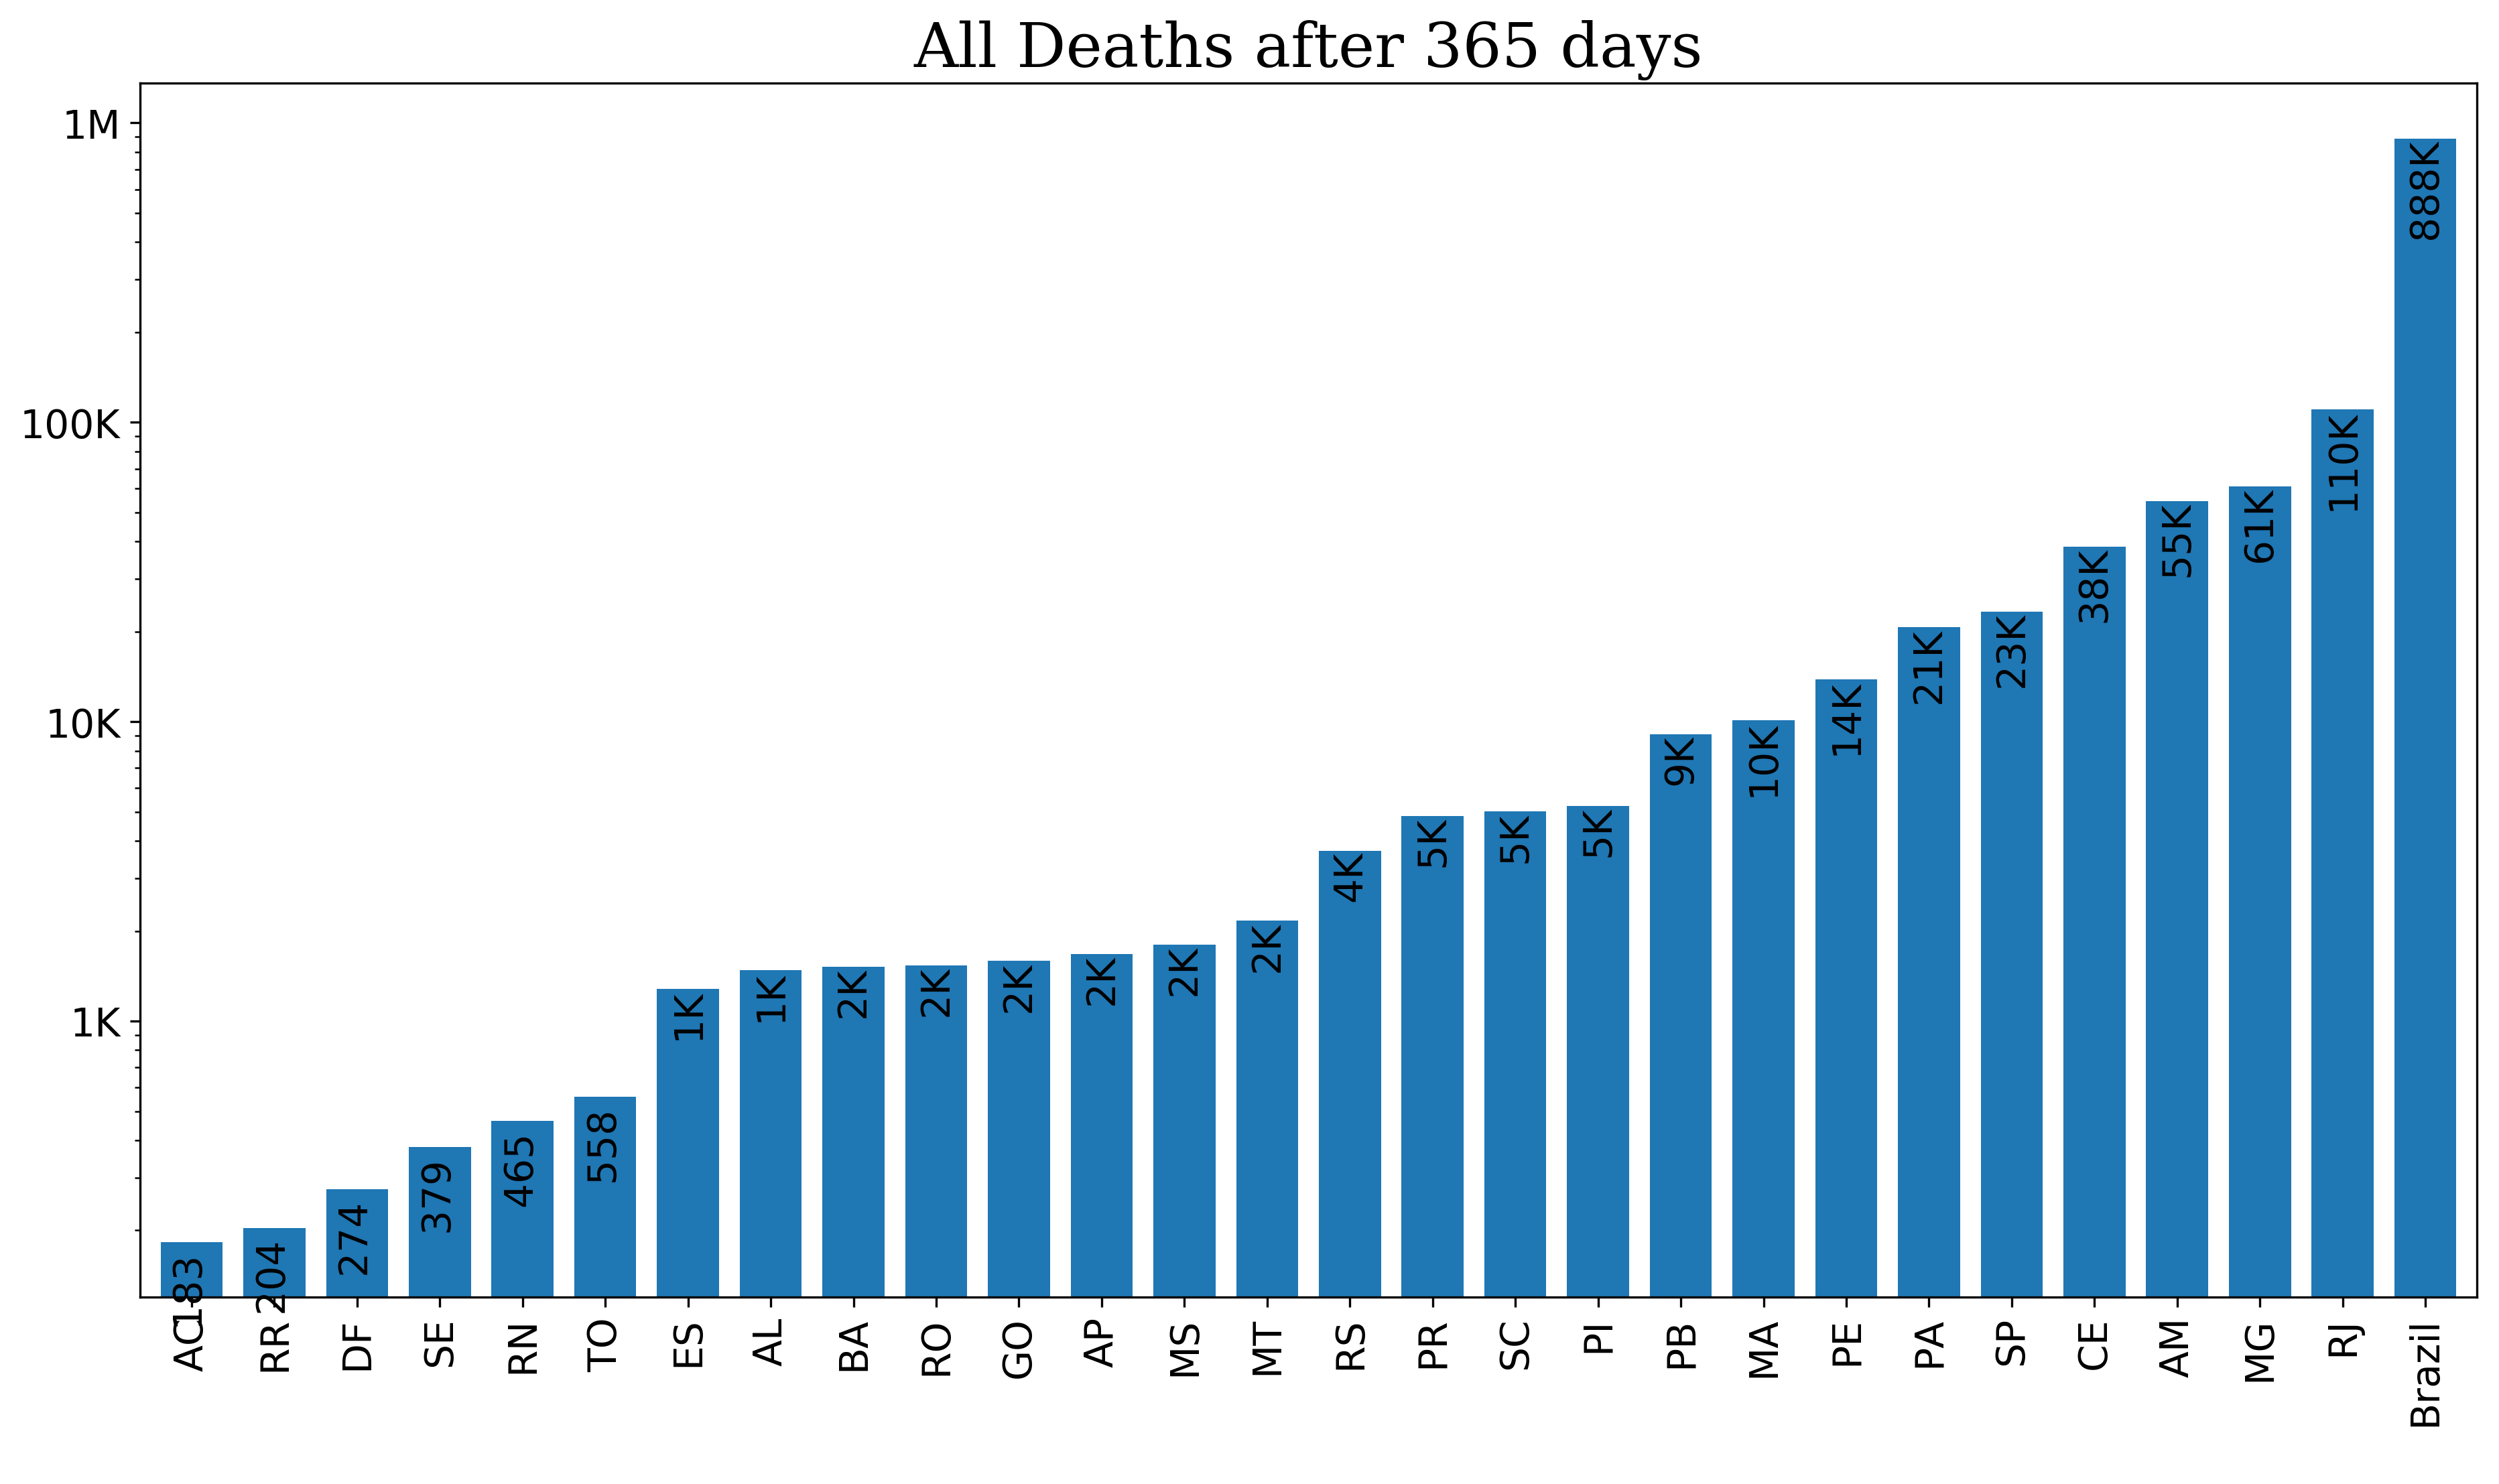 All Deaths after 365 days
1M
100K
10K
1K
183
204
274
379
465
558
1K
1K
2K
2K
2K
2K
2K
2K
4K
5K
5K
5K
9K
10K
14K
21K
23K
38K
55K
61K
110K
888K
AC
RR
DF
SE
RN
TO
ES
AL
BA
RO
GO
AP
MS
MT
RS
PR
SC
PI
PB
MA
PE
PA
SP
CE
AM
MG
RJ
Brazil